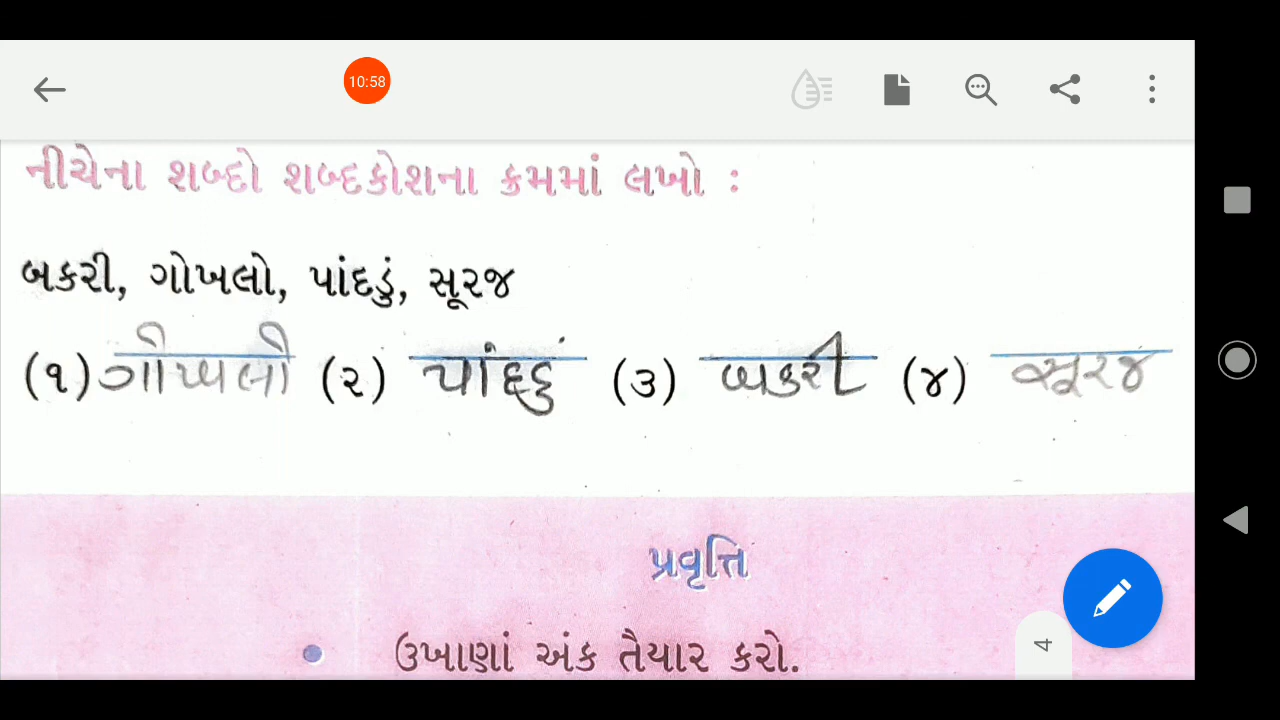 10:58
નીચેના શબ્દો શબ્દકોશના ક્રમમાં લખો :
બકરી, ગોખલો, પાંદડું, સૂરજ
(૧) ગોખલો (૨) પાંદડું (૩) બકરી (૪) સૂરજ
પ્રવૃત્તિ
ઉખાણાં અંક તૈયાર કરો.
4